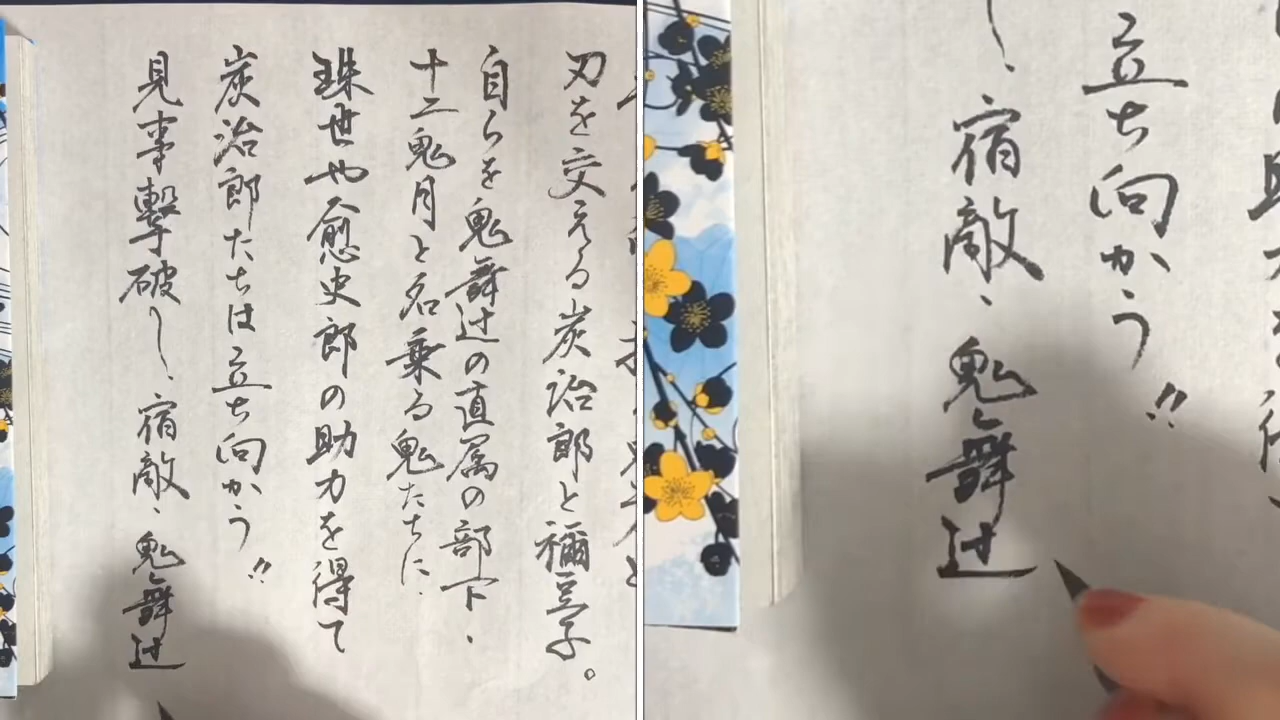 刃を交える炭治郎と禰豆子。
自らを鬼舞辻の直属の部下、
十二鬼月と名乗る鬼たちに
珠世や愈史郎の助力を得て
炭治郎たちは立ち向かう!!
見事撃破し、宿敵、鬼舞辻
立ち向かう!!
し、宿敵、鬼舞辻